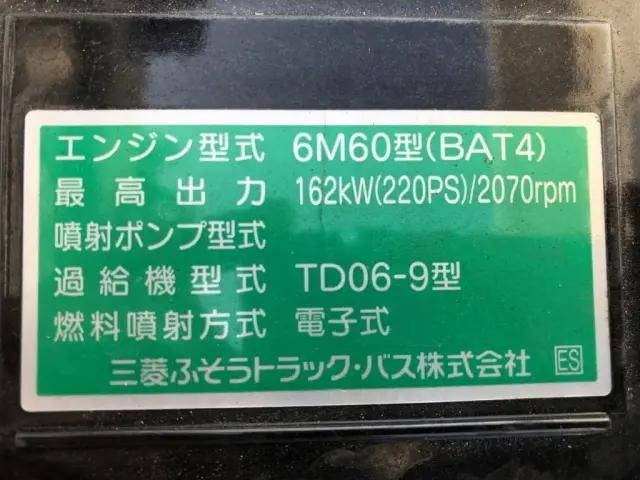 エンジン型式 6M60型(BAT4)
最高出力 162kW(220PS)/2070rpm
噴射ポンプ型式
過給機型式 TD06-9型
燃料噴射方式 電子式
三菱ふそうトラック・バス株式会社 ES